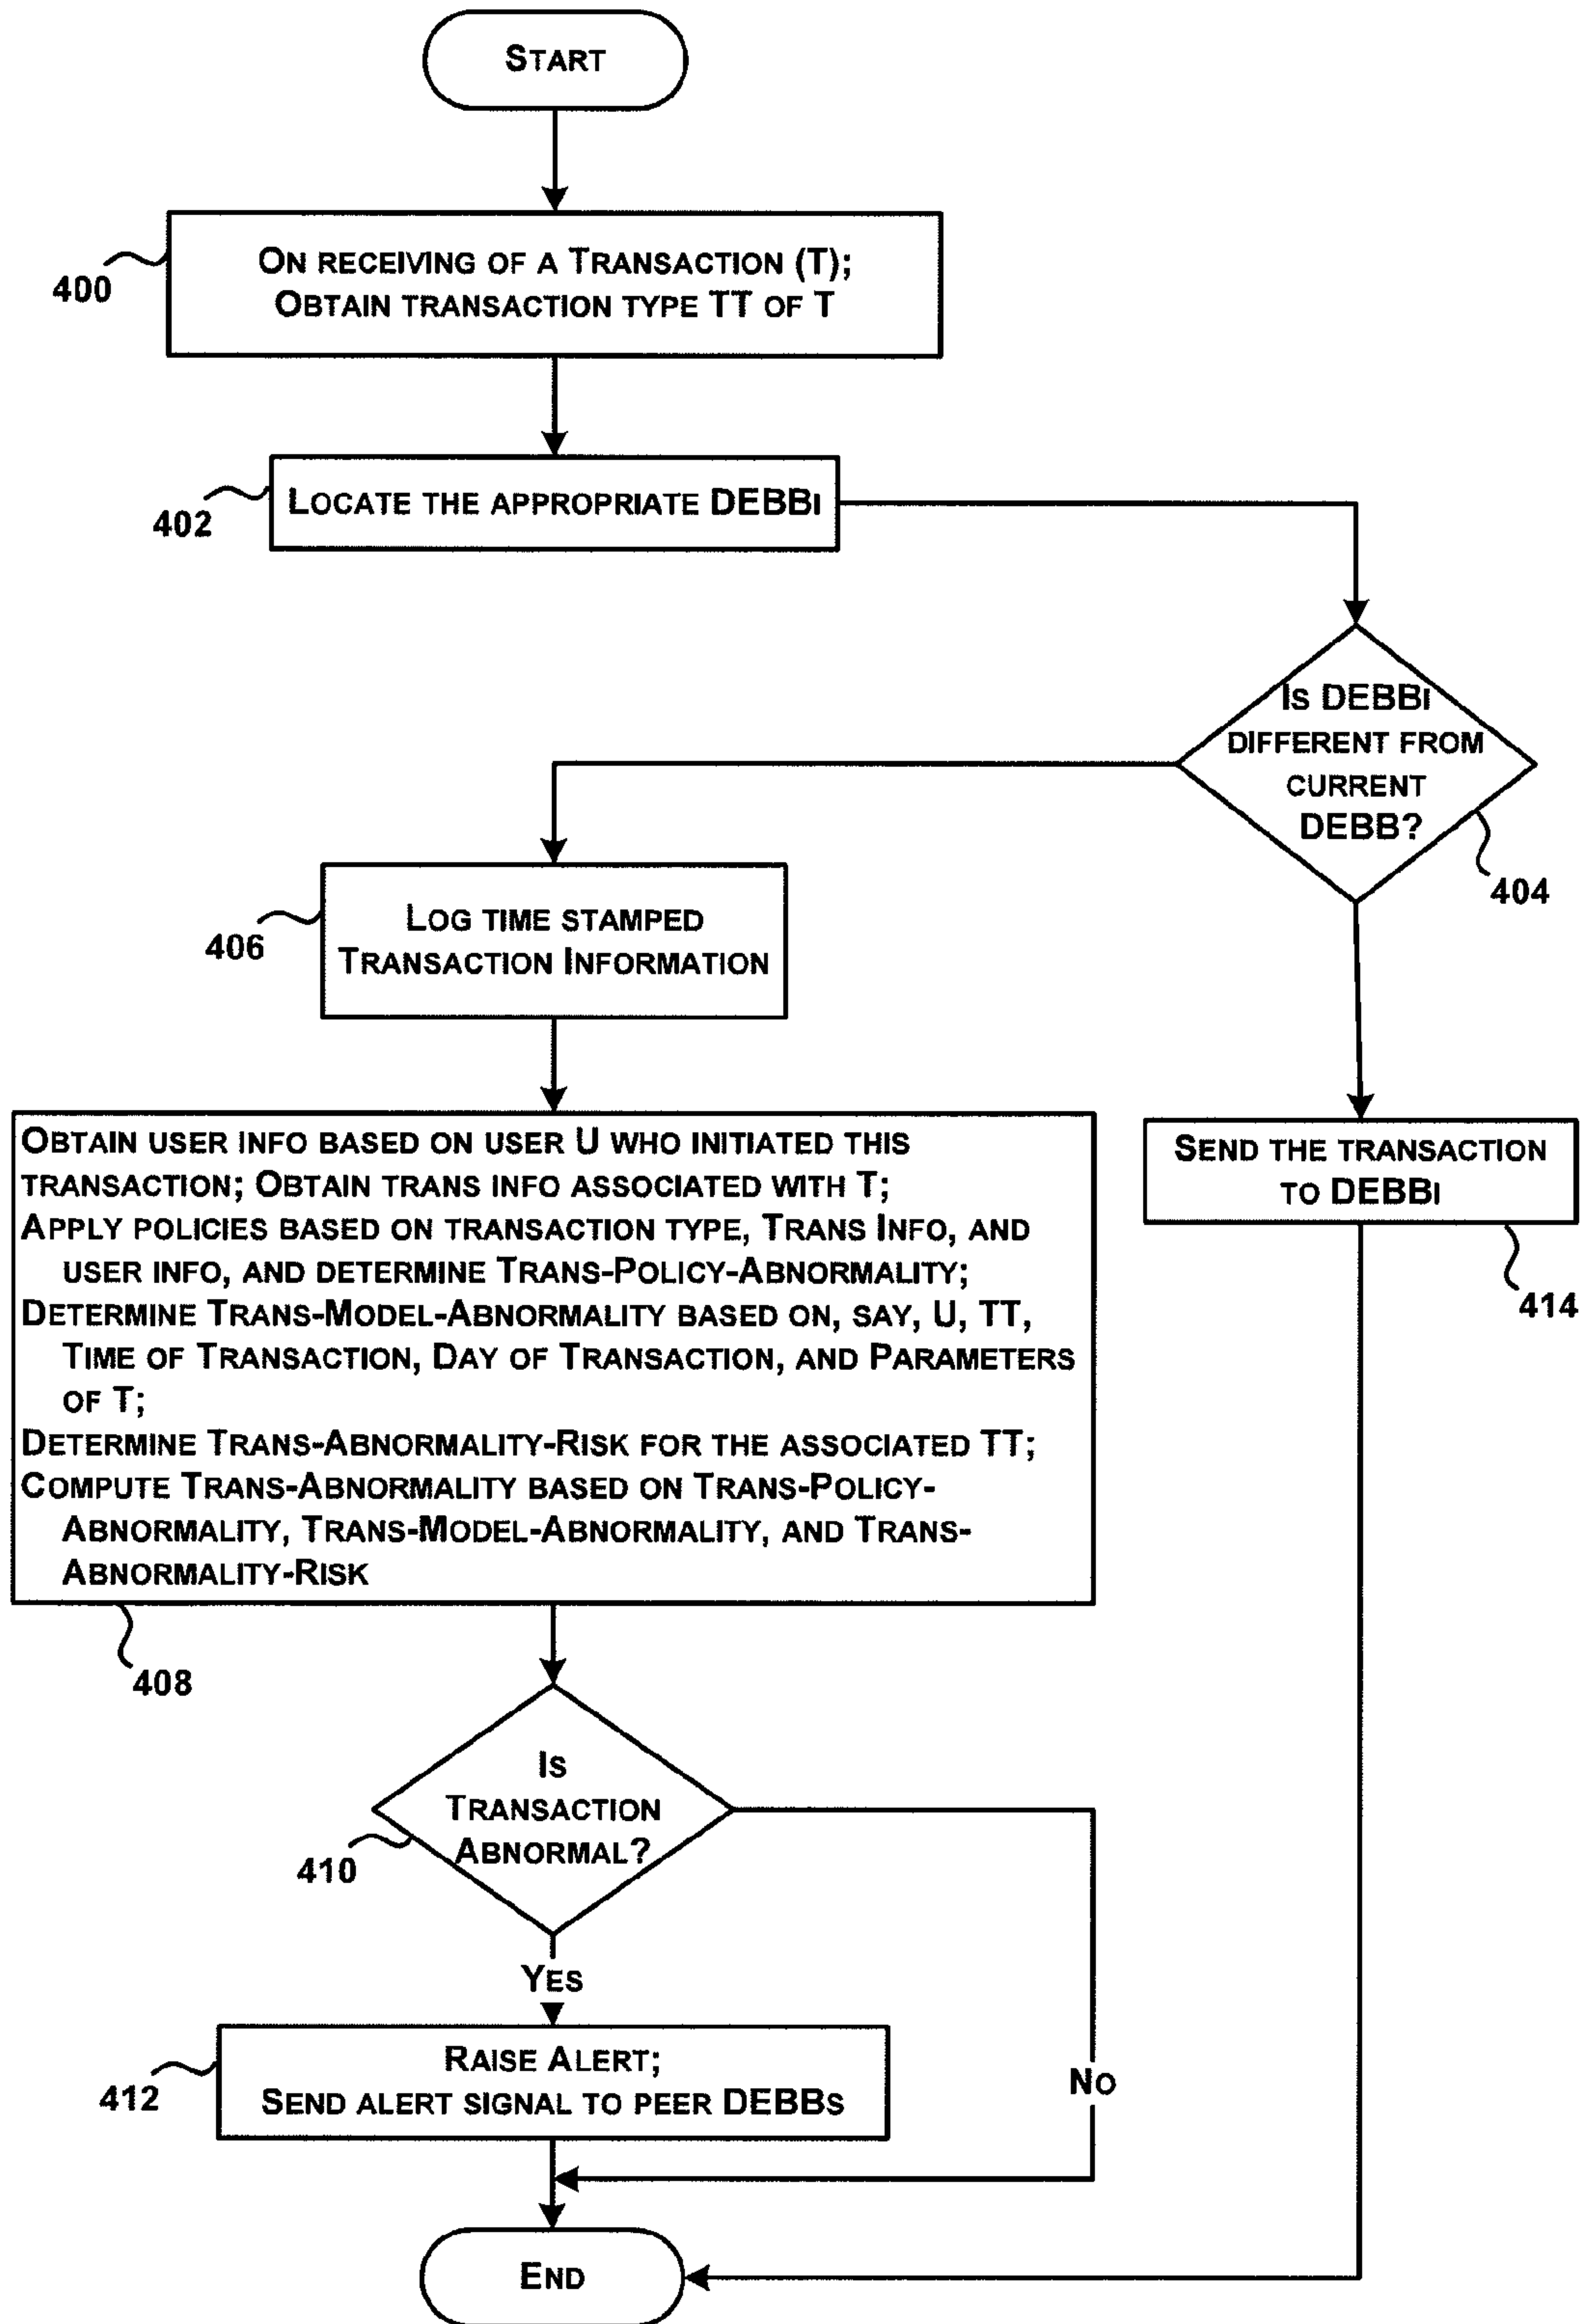 START
ON RECEIVING OF A TRANSACTION (T);
OBTAIN TRANSACTION TYPE TT OF T
400
LOCATE THE APPROPRIATE DEBBI
402
IS DEBBI
DIFFERENT FROM
CURRENT
DEBB?
404
LOG TIME STAMPED
TRANSACTION INFORMATION
406
OBTAIN USER INFO BASED ON USER U WHO INITIATED THIS
TRANSACTION; OBTAIN TRANS INFO ASSOCIATED WITH T;
APPLY POLICIES BASED ON TRANSACTION TYPE, TRANS INFO, AND
USER INFO, AND DETERMINE TRANS-POLICY-ABNORMALITY;
DETERMINE TRANS-MODEL-ABNORMALITY BASED ON, SAY, U, TT,
TIME OF TRANSACTION, DAY OF TRANSACTION, AND PARAMETERS
OF T;
DETERMINE TRANS-ABNORMALITY-RISK FOR THE ASSOCIATED TT;
COMPUTE TRANS-ABNORMALITY BASED ON TRANS-POLICY-
ABNORMALITY, TRANS-MODEL-ABNORMALITY, AND TRANS-
ABNORMALITY-RISK
408
SEND THE TRANSACTION
TO DEBBI
414
IS
TRANSACTION
ABNORMAL?
410
YES
RAISE ALERT;
SEND ALERT SIGNAL TO PEER DEBBS
412
NO
END